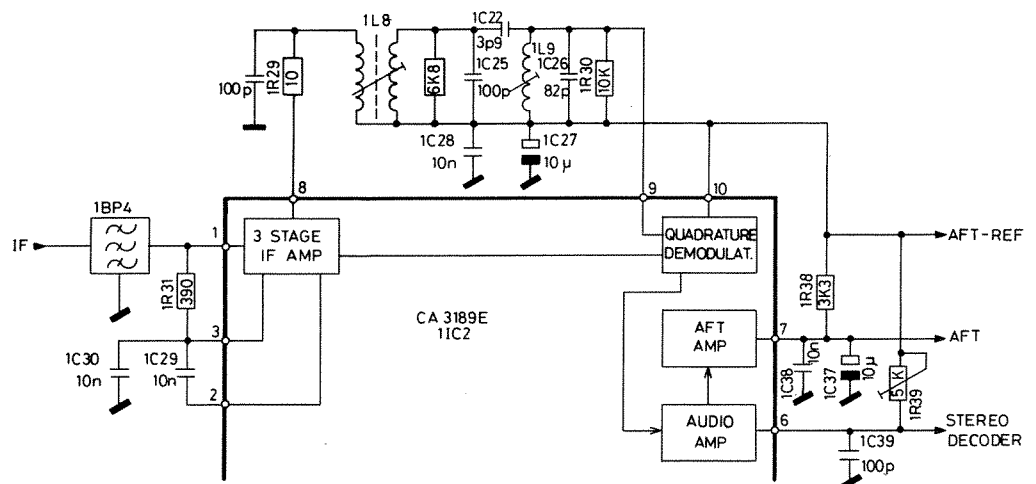 1L8
1C22
3p9
1L9
1R29
10
100p
6K8
1C25
100p
1C26
82p
1R30
10K
1C28
10n
1C27
10µ
8
9
10
1BP4
IF
1
3 STAGE
IF AMP
QUADRATURE
DEMODULAT.
AFT-REF
1R31
390
1R38
3K3
CA 3189E
1IC2
3
AFT
AMP
7
AFT
1C30
10n
1C29
10n
1C38
10n
1C37
10µ
1R39
2
AUDIO
AMP
6
STEREO
DECODER
1C39
100p